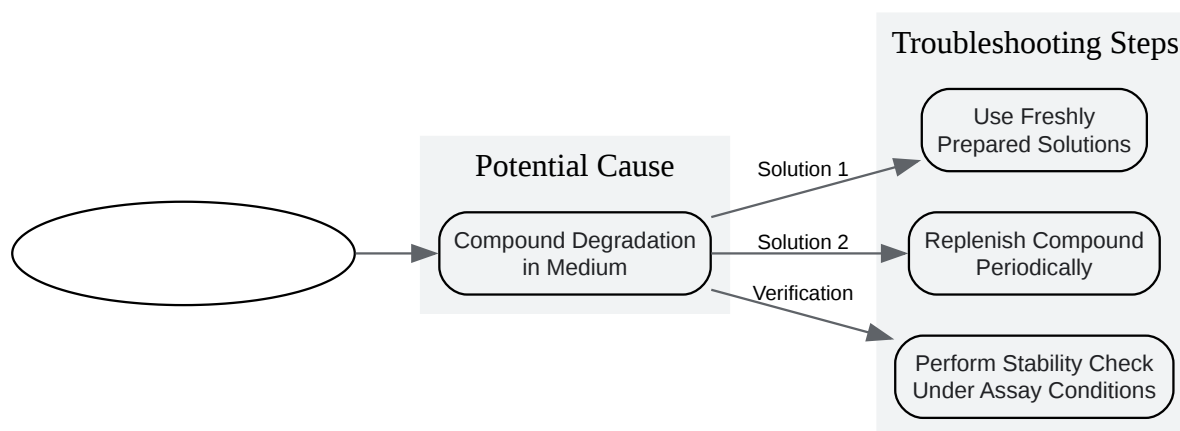 Troubleshooting Steps
Use Freshly
Prepared Solutions
Potential Cause
Solution 1
Compound Degradation
in Medium
Solution 2
Replenish Compound
Periodically
Verification
Perform Stability Check
Under Assay Conditions